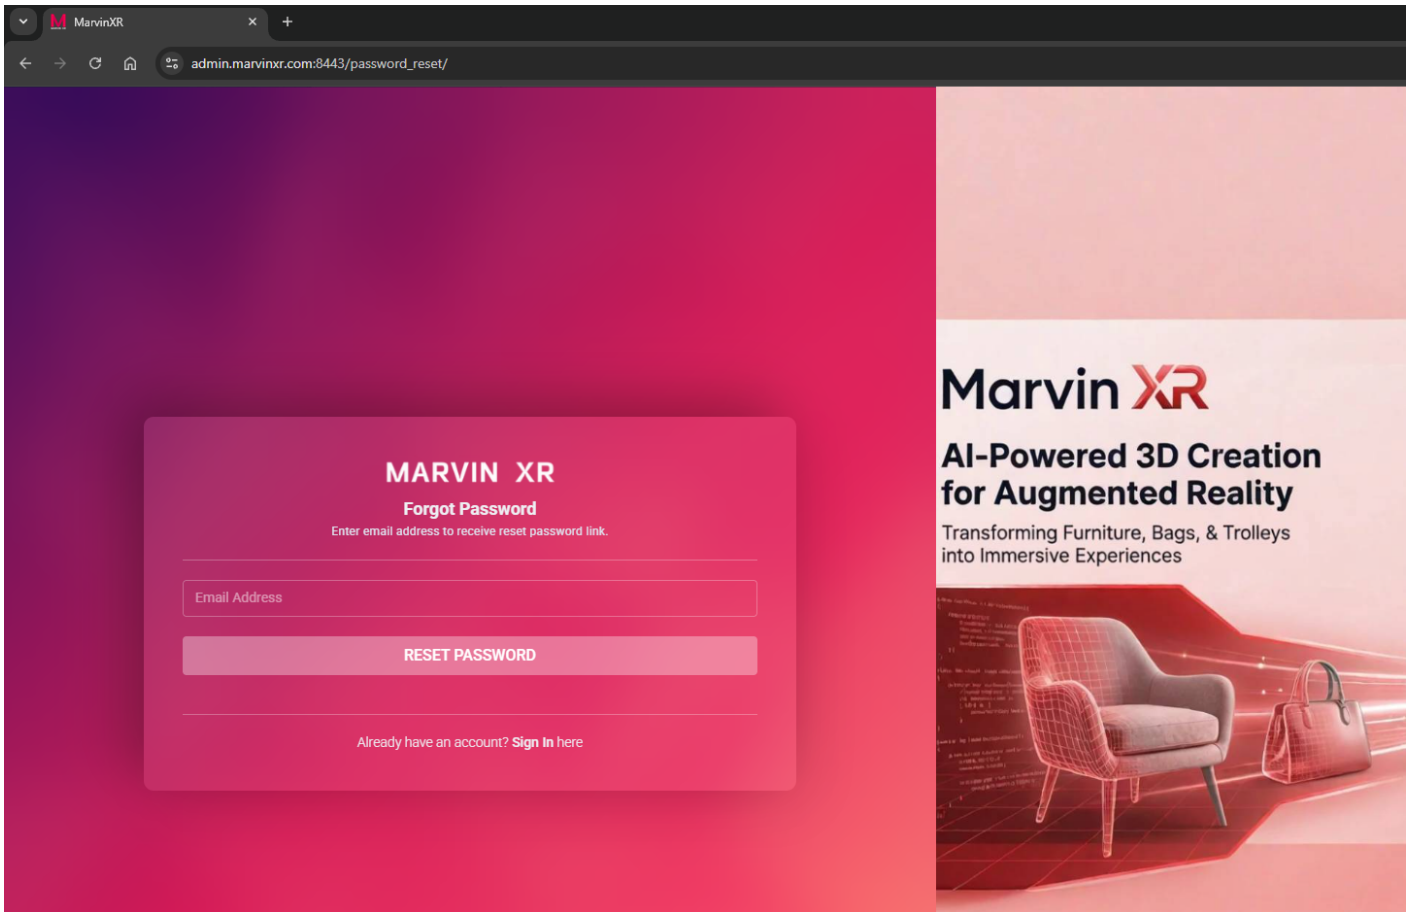 MarvinXR
admin.marvinxr.com:8443/password_reset/
MARVIN XR
Forgot Password
Enter email address to receive reset password link.
Email Address
RESET PASSWORD
Already have an account? Sign In here
Marvin XR
AI-Powered 3D Creation
for Augmented Reality
Transforming Furniture, Bags, & Trolleys
into Immersive Experiences